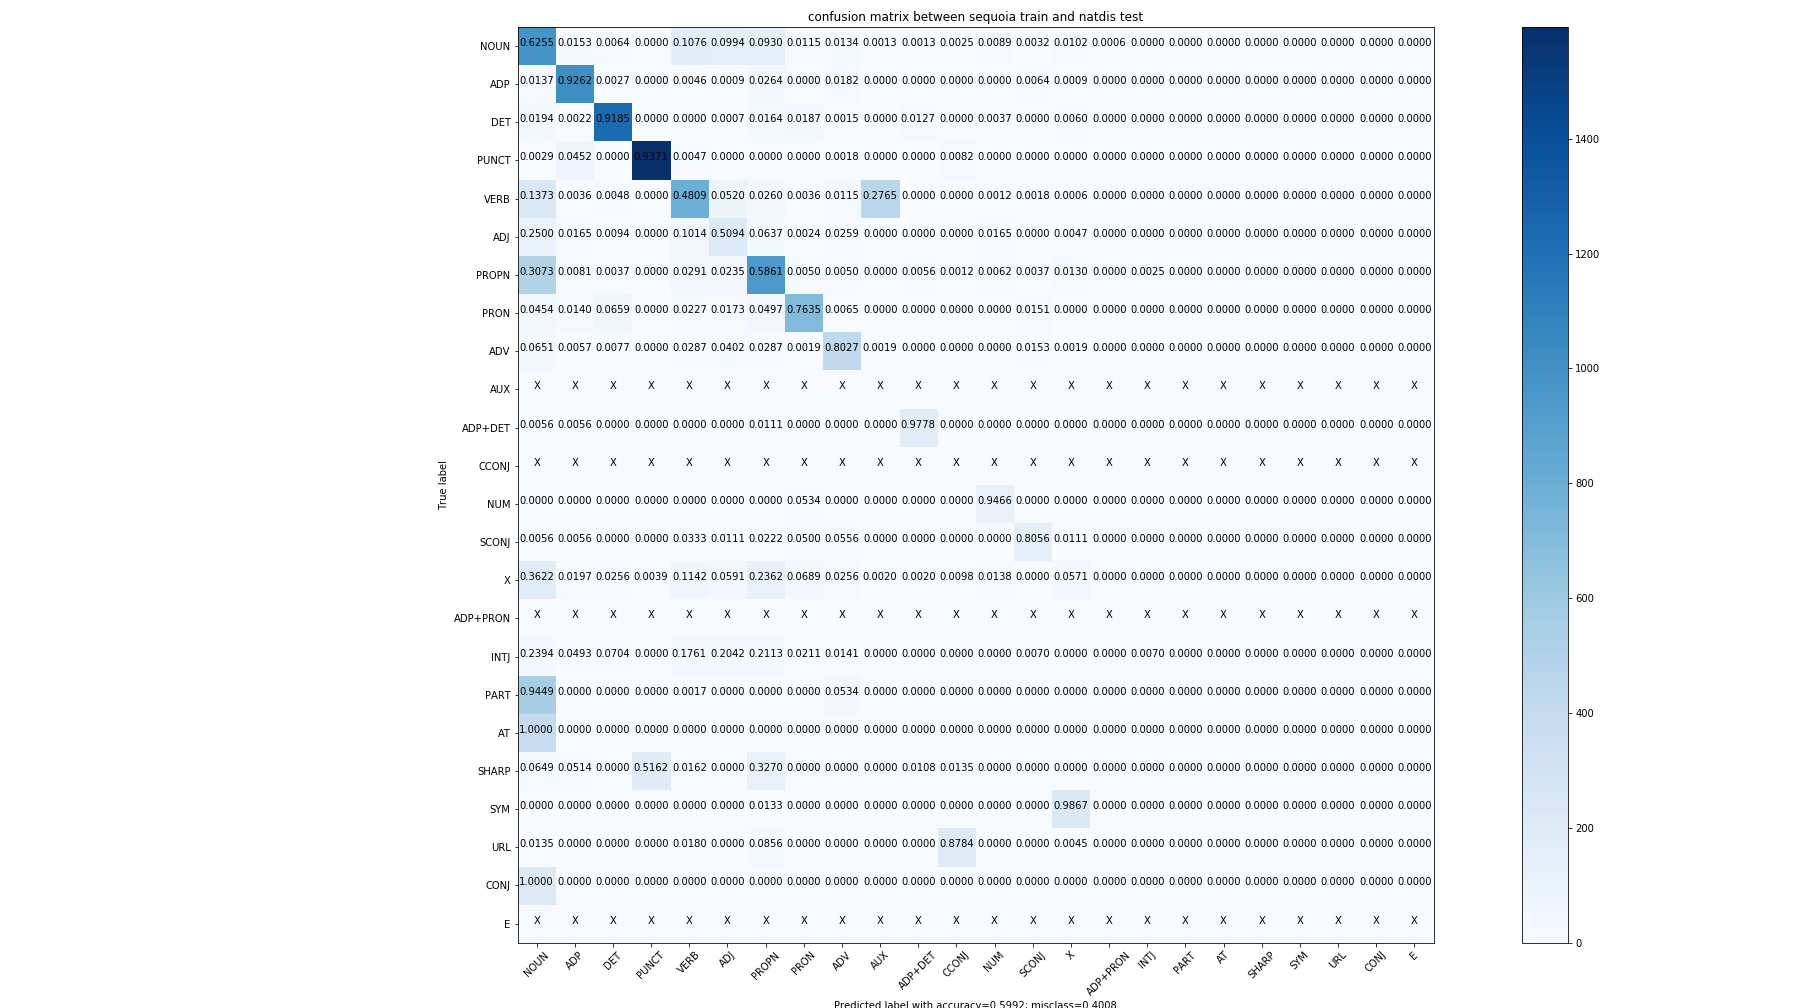 confusion matrix between sequoia train and natdis test
NOUN 0.6255 0.0153 0.0064 0.0000 0.1076 0.0994 0.0930 0.0115 0.0134 0.0013 0.0013 0.0025 0.0089 0.0032 0.0102 0.0006 0.0000 0.0000 0.0000 0.0000 0.0000 0.0000 0.0000 0.0000
ADP 0.0137 0.9262 0.0027 0.0000 0.0046 0.0009 0.0264 0.0000 0.0182 0.0000 0.0000 0.0000 0.0000 0.0064 0.0009 0.0000 0.0000 0.0000 0.0000 0.0000 0.0000 0.0000 0.0000 0.0000
DET 0.0194 0.0022 0.9185 0.0000 0.0000 0.0007 0.0164 0.0187 0.0015 0.0000 0.0127 0.0000 0.0037 0.0000 0.0060 0.0000 0.0000 0.0000 0.0000 0.0000 0.0000 0.0000 0.0000 0.0000
PUNCT 0.0029 0.0452 0.0000 0.9371 0.0047 0.0000 0.0000 0.0000 0.0018 0.0000 0.0000 0.0082 0.0000 0.0000 0.0000 0.0000 0.0000 0.0000 0.0000 0.0000 0.0000 0.0000 0.0000 0.0000
VERB 0.1373 0.0036 0.0048 0.0000 0.4809 0.0520 0.0260 0.0036 0.0115 0.2765 0.0000 0.0000 0.0012 0.0018 0.0006 0.0000 0.0000 0.0000 0.0000 0.0000 0.0000 0.0000 0.0000 0.0000
ADJ 0.2500 0.0165 0.0094 0.0000 0.1014 0.5094 0.0637 0.0024 0.0259 0.0000 0.0000 0.0000 0.0165 0.0000 0.0047 0.0000 0.0000 0.0000 0.0000 0.0000 0.0000 0.0000 0.0000 0.0000
PROPN 0.3073 0.0081 0.0037 0.0000 0.0291 0.0235 0.5861 0.0050 0.0050 0.0000 0.0056 0.0012 0.0062 0.0037 0.0130 0.0000 0.0025 0.0000 0.0000 0.0000 0.0000 0.0000 0.0000 0.0000
PRON 0.0454 0.0140 0.0659 0.0000 0.0227 0.0173 0.0497 0.7635 0.0065 0.0000 0.0000 0.0000 0.0000 0.0151 0.0000 0.0000 0.0000 0.0000 0.0000 0.0000 0.0000 0.0000 0.0000 0.0000
ADV 0.0651 0.0057 0.0077 0.0000 0.0287 0.0402 0.0287 0.0019 0.8027 0.0019 0.0000 0.0000 0.0000 0.0153 0.0019 0.0000 0.0000 0.0000 0.0000 0.0000 0.0000 0.0000 0.0000 0.0000
AUX X X X X X X X X X X X X X X X X X X X X X X X X
ADP+DET 0.0056 0.0056 0.0000 0.0000 0.0000 0.0000 0.0111 0.0000 0.0000 0.0000 0.9778 0.0000 0.0000 0.0000 0.0000 0.0000 0.0000 0.0000 0.0000 0.0000 0.0000 0.0000 0.0000 0.0000
CCONJ X X X X X X X X X X X X X X X X X X X X X X X X
NUM 0.0000 0.0000 0.0000 0.0000 0.0000 0.0000 0.0000 0.0534 0.0000 0.0000 0.0000 0.0000 0.9466 0.0000 0.0000 0.0000 0.0000 0.0000 0.0000 0.0000 0.0000 0.0000 0.0000 0.0000
SCONJ 0.0056 0.0056 0.0000 0.0000 0.0333 0.0111 0.0222 0.0500 0.0556 0.0000 0.0000 0.0000 0.0000 0.8056 0.0111 0.0000 0.0000 0.0000 0.0000 0.0000 0.0000 0.0000 0.0000 0.0000
X 0.3622 0.0197 0.0256 0.0039 0.1142 0.0591 0.2362 0.0689 0.0256 0.0020 0.0020 0.0098 0.0138 0.0000 0.0571 0.0000 0.0000 0.0000 0.0000 0.0000 0.0000 0.0000 0.0000 0.0000
ADP+PRON X X X X X X X X X X X X X X X X X X X X X X X X
INTJ 0.2394 0.0493 0.0704 0.0000 0.1761 0.2042 0.2113 0.0211 0.0141 0.0000 0.0000 0.0000 0.0000 0.0070 0.0000 0.0000 0.0070 0.0000 0.0000 0.0000 0.0000 0.0000 0.0000 0.0000
PART 0.9449 0.0000 0.0000 0.0000 0.0017 0.0000 0.0000 0.0000 0.0534 0.0000 0.0000 0.0000 0.0000 0.0000 0.0000 0.0000 0.0000 0.0000 0.0000 0.0000 0.0000 0.0000 0.0000 0.0000
AT 1.0000 0.0000 0.0000 0.0000 0.0000 0.0000 0.0000 0.0000 0.0000 0.0000 0.0000 0.0000 0.0000 0.0000 0.0000 0.0000 0.0000 0.0000 0.0000 0.0000 0.0000 0.0000 0.0000 0.0000
SHARP 0.0649 0.0514 0.0000 0.5162 0.0162 0.0000 0.3270 0.0000 0.0000 0.0000 0.0108 0.0135 0.0000 0.0000 0.0000 0.0000 0.0000 0.0000 0.0000 0.0000 0.0000 0.0000 0.0000 0.0000
SYM 0.0000 0.0000 0.0000 0.0000 0.0000 0.0000 0.0133 0.0000 0.0000 0.0000 0.0000 0.0000 0.0000 0.0000 0.9867 0.0000 0.0000 0.0000 0.0000 0.0000 0.0000 0.0000 0.0000 0.0000
URL 0.0135 0.0000 0.0000 0.0000 0.0180 0.0000 0.0856 0.0000 0.0000 0.0000 0.0000 0.8784 0.0000 0.0000 0.0045 0.0000 0.0000 0.0000 0.0000 0.0000 0.0000 0.0000 0.0000 0.0000
CONJ 1.0000 0.0000 0.0000 0.0000 0.0000 0.0000 0.0000 0.0000 0.0000 0.0000 0.0000 0.0000 0.0000 0.0000 0.0000 0.0000 0.0000 0.0000 0.0000 0.0000 0.0000 0.0000 0.0000 0.0000
E X X X X X X X X X X X X X X X X X X X X X X X X
True label
NOUN ADP DET PUNCT VERB ADJ PROPN PRON ADV AUX ADP+DET CCONJ NUM SCONJ X ADP+PRON INTJ PART AT SHARP SYM URL CONJ E
Predicted label with accuracy=0.5992; misclass=0.4008
1400
1200
1000
800
600
400
200
0